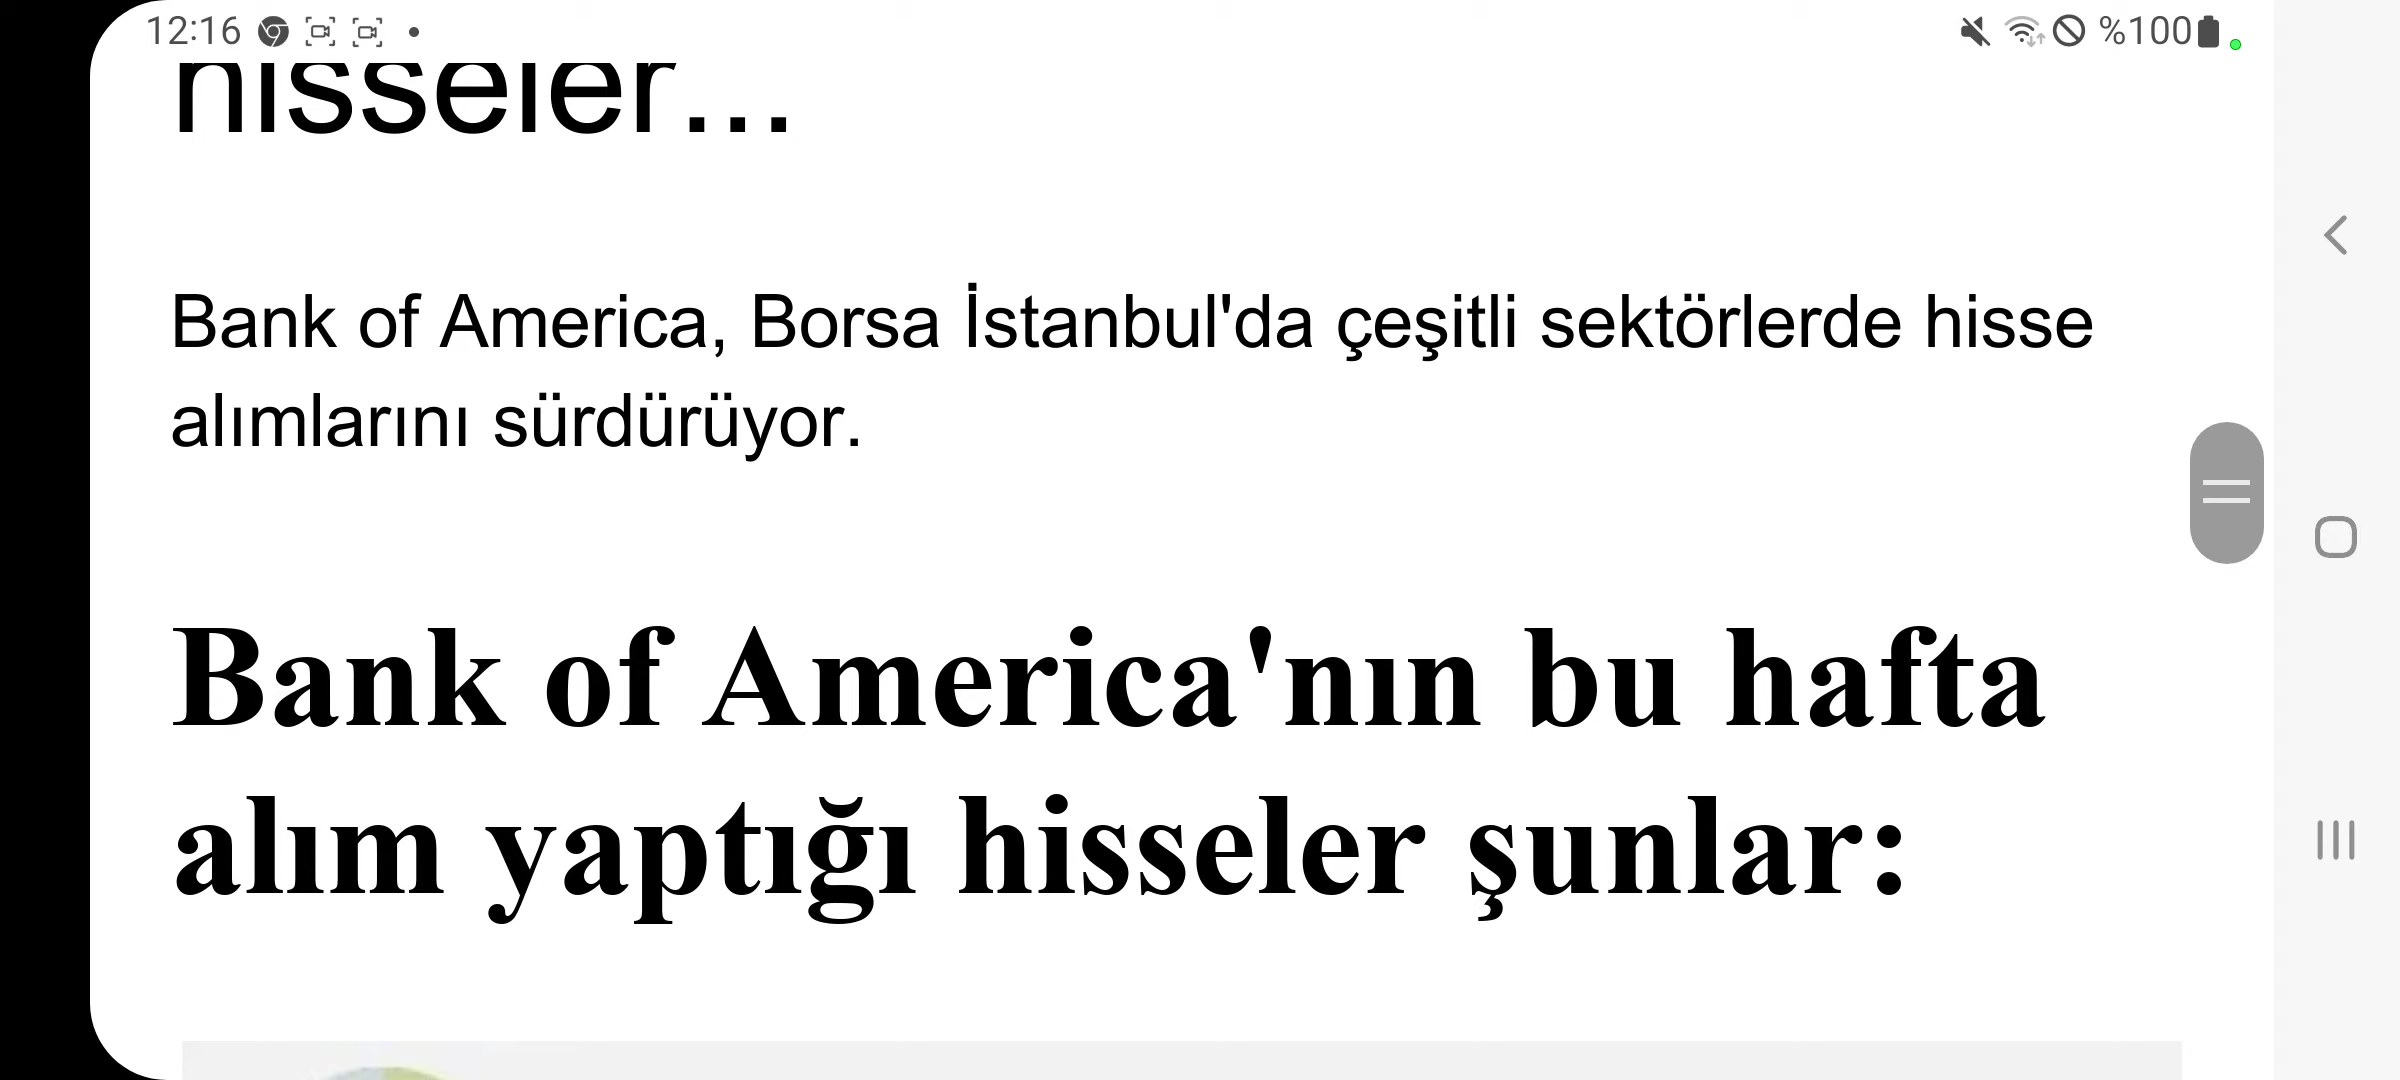 12:16
%100
hisseler...
Bank of America, Borsa İstanbul'da çeşitli sektörlerde hisse
alımlarını sürdürüyor.
Bank of America'nın bu hafta
alım yaptığı hisseler şunlar: